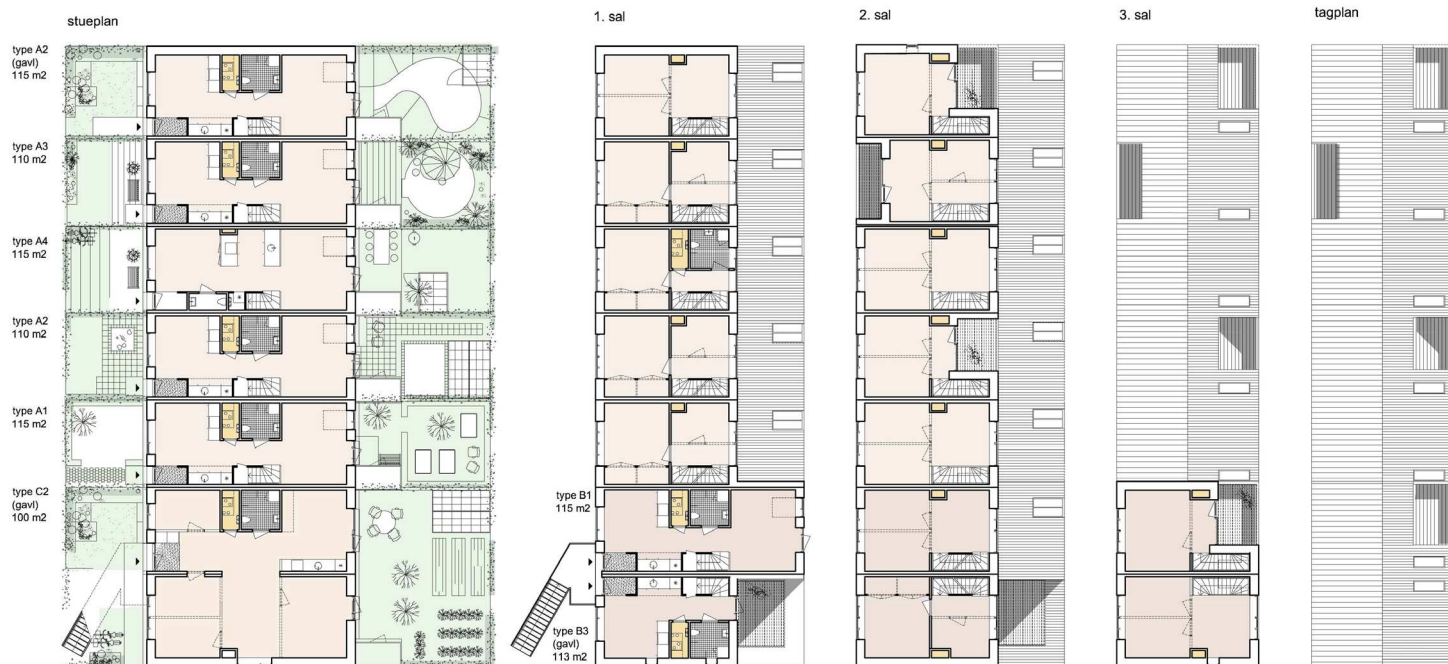 stueplan
1. sal
2. sal
3. sal
tagplan
type A2
(gavl)
115 m2
type A3
110 m2
type A4
115 m2
type A2
110 m2
type A1
115 m2
type C2
(gavl)
100 m2
type B1
115 m2
type B3
(gavl)
113 m2